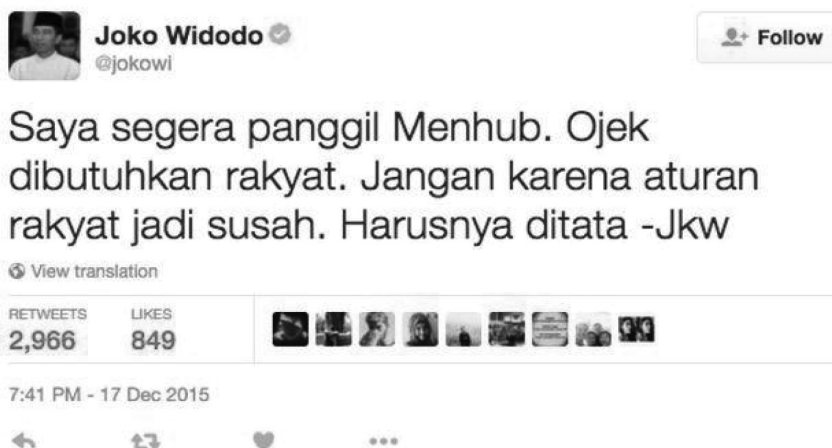 Joko Widodo
@jokowi
Follow
Saya segera panggil Menhub. Ojek
dibutuhkan rakyat. Jangan karena aturan
rakyat jadi susah. Harusnya ditata -Jkw
View translation
RETWEETS LIKES
2,966 849
7:41 PM - 17 Dec 2015